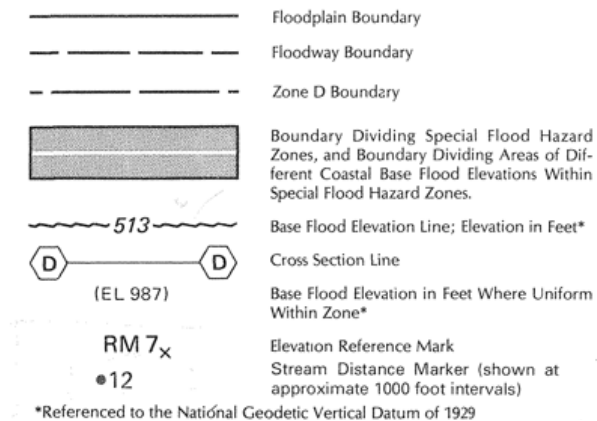 Floodplain Boundary
Floodway Boundary
Zone D Boundary
Boundary Dividing Special Flood Hazard
Zones, and Boundary Dividing Areas of Dif-
ferent Coastal Base Flood Elevations Within
Special Flood Hazard Zones.
513 Base Flood Elevation Line; Elevation in Feet*
D D Cross Section Line
(EL 987) Base Flood Elevation in Feet Where Uniform
Within Zone*
RM 7x Elevation Reference Mark
•12 Stream Distance Marker (shown at
approximate 1000 foot intervals)
*Referenced to the National Geodetic Vertical Datum of 1929